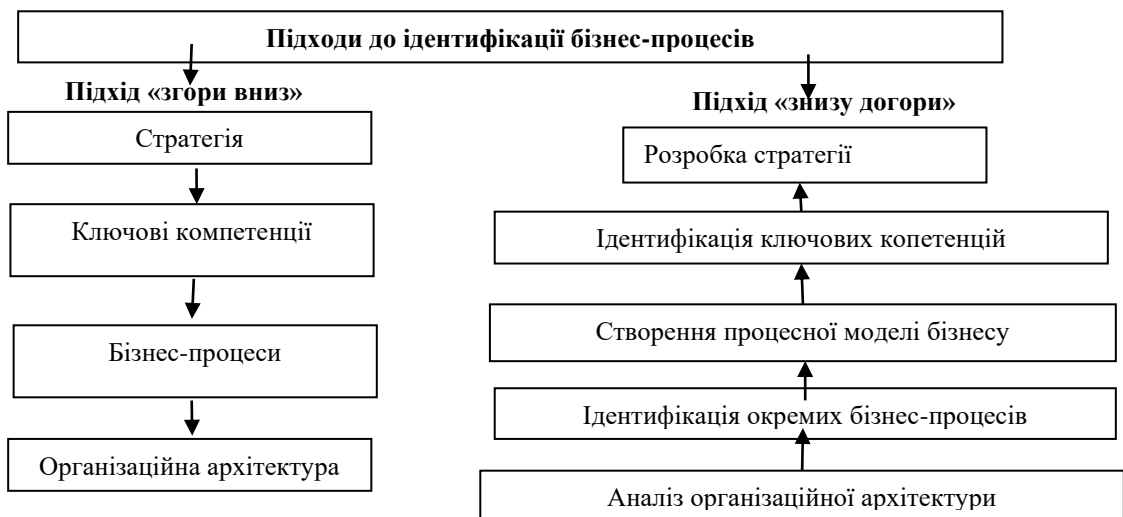 Підходи до ідентифікації бізнес-процесів
Підхід «згори вниз»
Стратегія
Ключові компетенції
Бізнес-процеси
Організаційна архітектура
Підхід «знизу догори»
Розробка стратегії
Ідентифікація ключових копетенцій
Створення процесної моделі бізнесу
Ідентифікація окремих бізнес-процесів
Аналіз організаційної архітектури